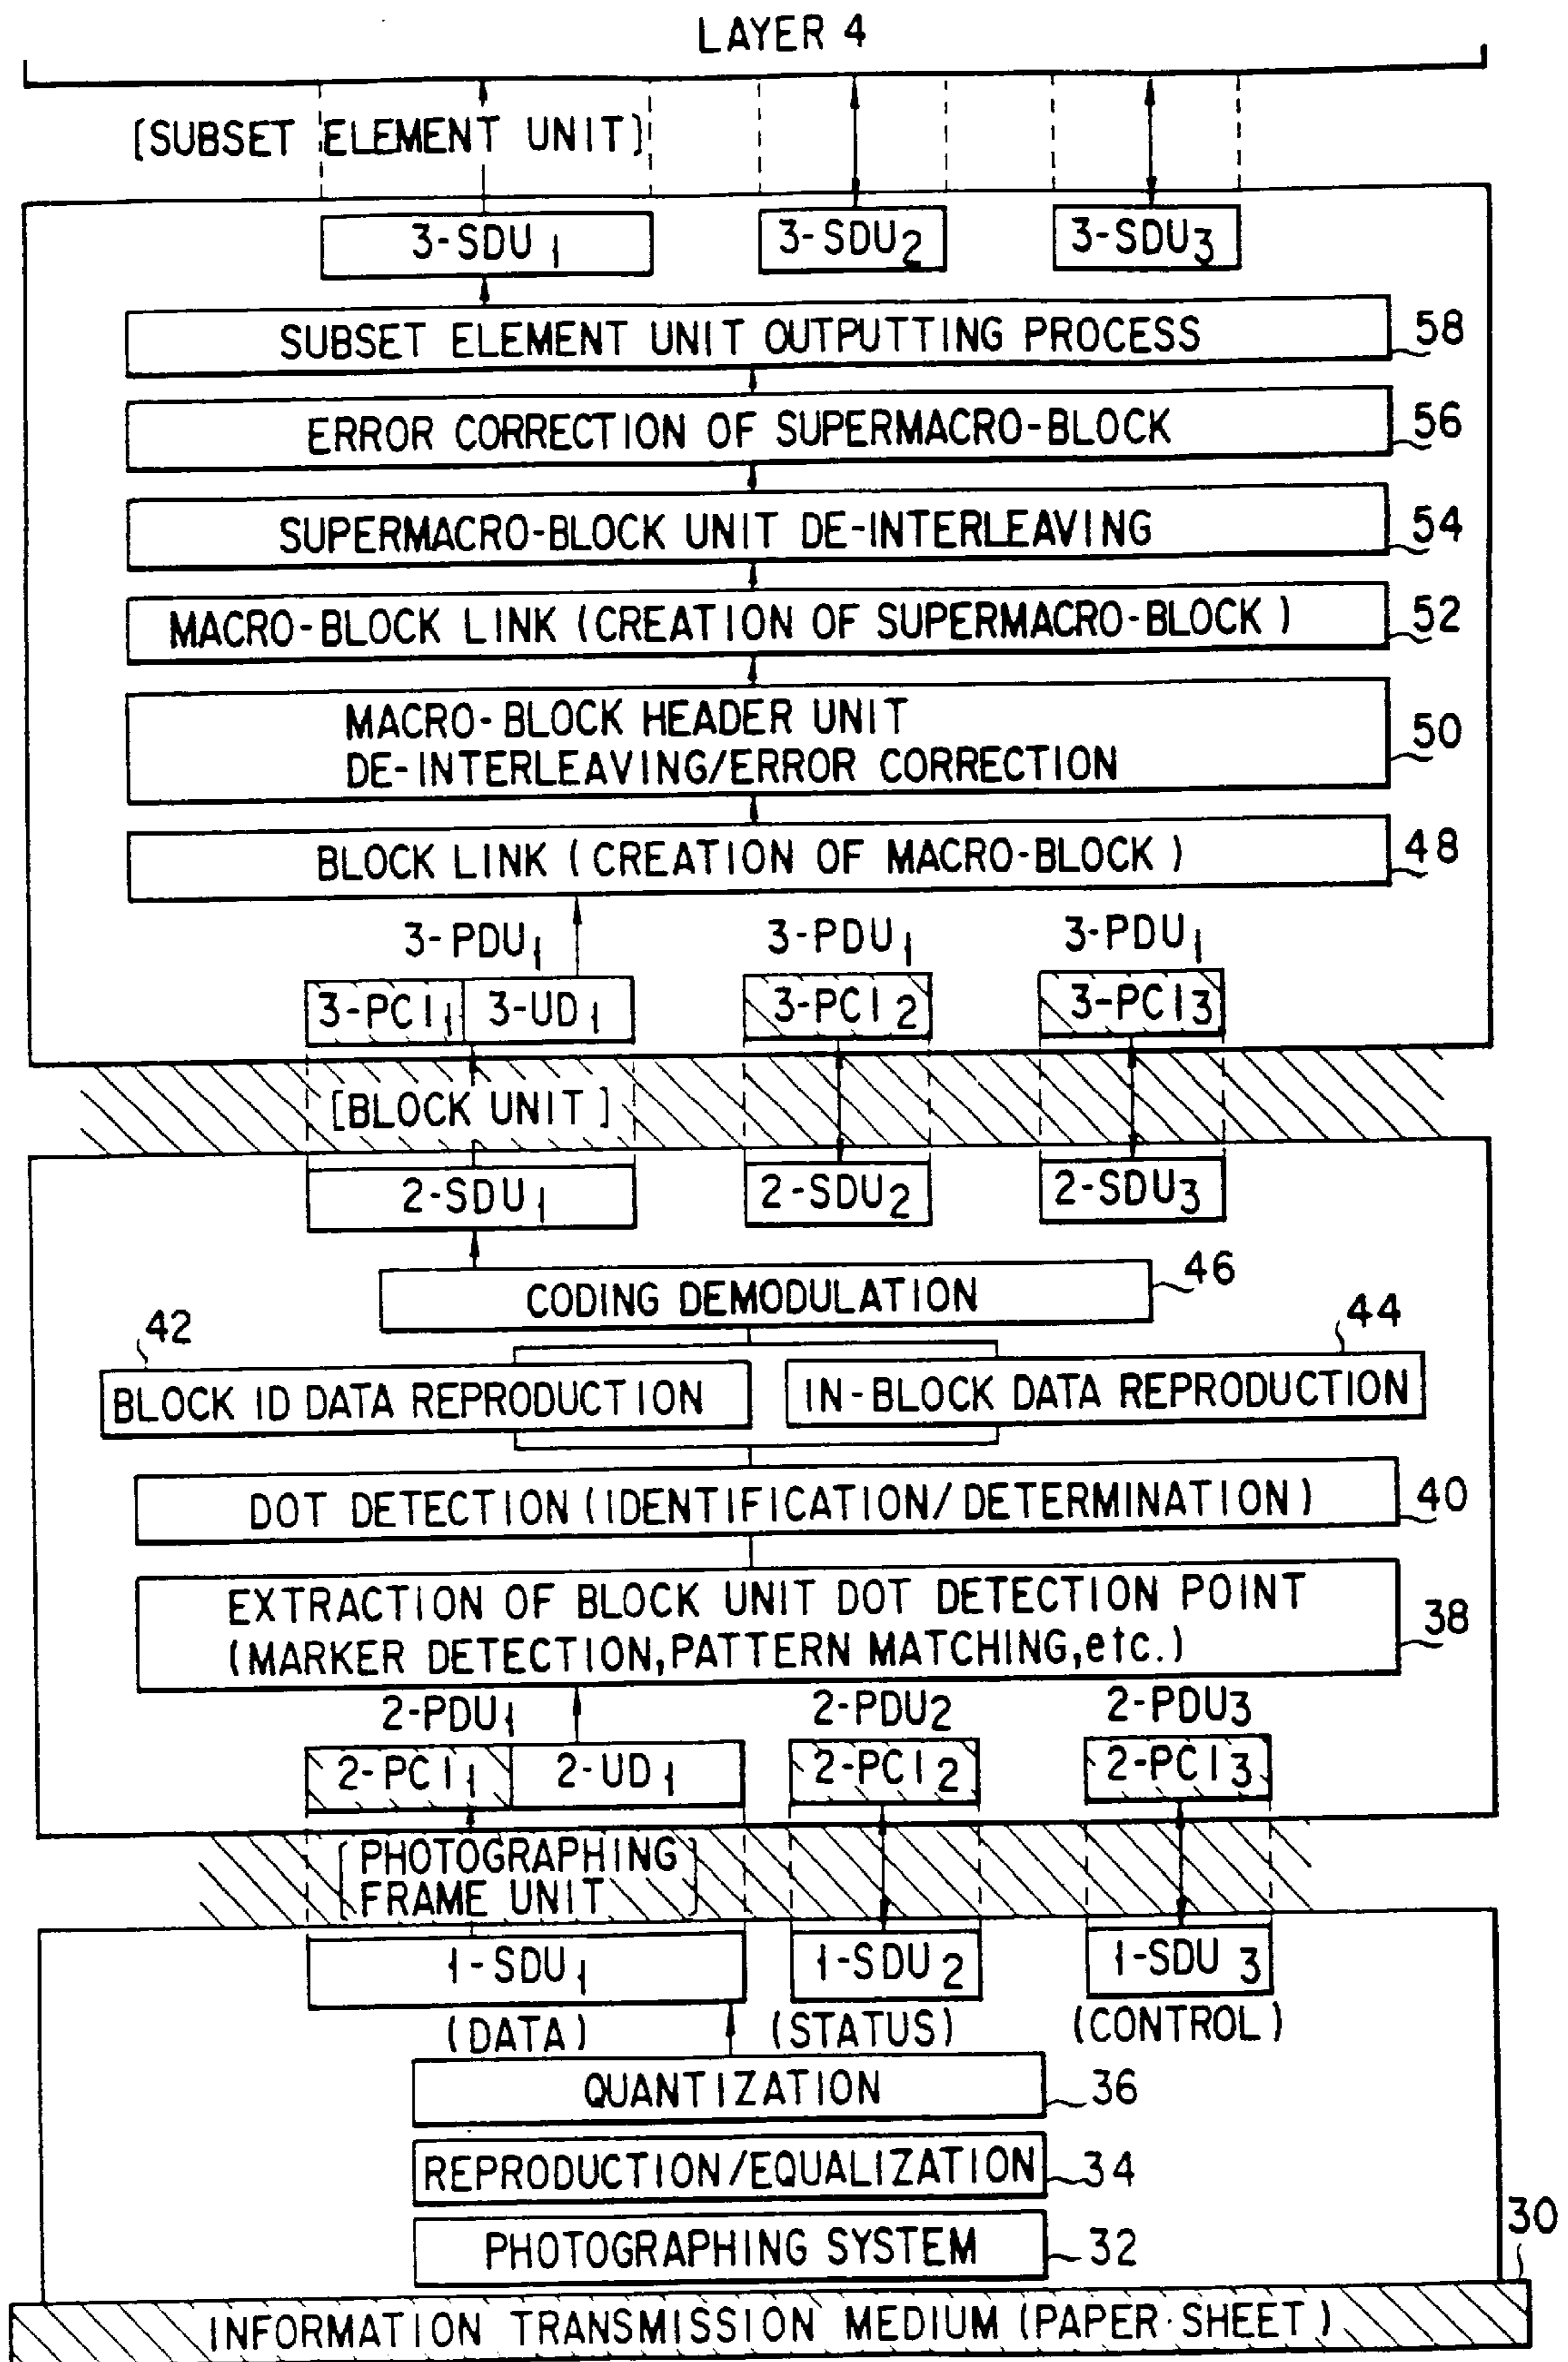 LAYER 4
[SUBSET ELEMENT UNIT]
3-SDU1 3-SDU2 3-SDU3
SUBSET ELEMENT UNIT OUTPUTTING PROCESS 58
ERROR CORRECTION OF SUPERMACRO-BLOCK 56
SUPERMACRO-BLOCK UNIT DE-INTERLEAVING 54
MACRO-BLOCK LINK (CREATION OF SUPERMACRO-BLOCK) 52
MACRO-BLOCK HEADER UNIT
DE-INTERLEAVING/ERROR CORRECTION 50
BLOCK LINK (CREATION OF MACRO-BLOCK) 48
3-PDU1 3-PDU1 3-PDU1
3-PCI1 3-UD1 3-PCI2 3-PCI3
[BLOCK UNIT]
2-SDU1 2-SDU2 2-SDU3
CODING DEMODULATION 46
42 44
BLOCK ID DATA REPRODUCTION IN-BLOCK DATA REPRODUCTION
DOT DETECTION (IDENTIFICATION/DETERMINATION) 40
EXTRACTION OF BLOCK UNIT DOT DETECTION POINT
(MARKER DETECTION, PATTERN MATCHING, etc.) 38
2-PDU1 2-PDU2 2-PDU3
2-PCI1 2-UD1 2-PCI2 2-PCI3
[PHOTOGRAPHING
FRAME UNIT]
1-SDU1 1-SDU2 1-SDU3
(DATA) (STATUS) (CONTROL)
QUANTIZATION 36
REPRODUCTION/EQUALIZATION 34
PHOTOGRAPHING SYSTEM 32
30
INFORMATION TRANSMISSION MEDIUM (PAPER·SHEET)